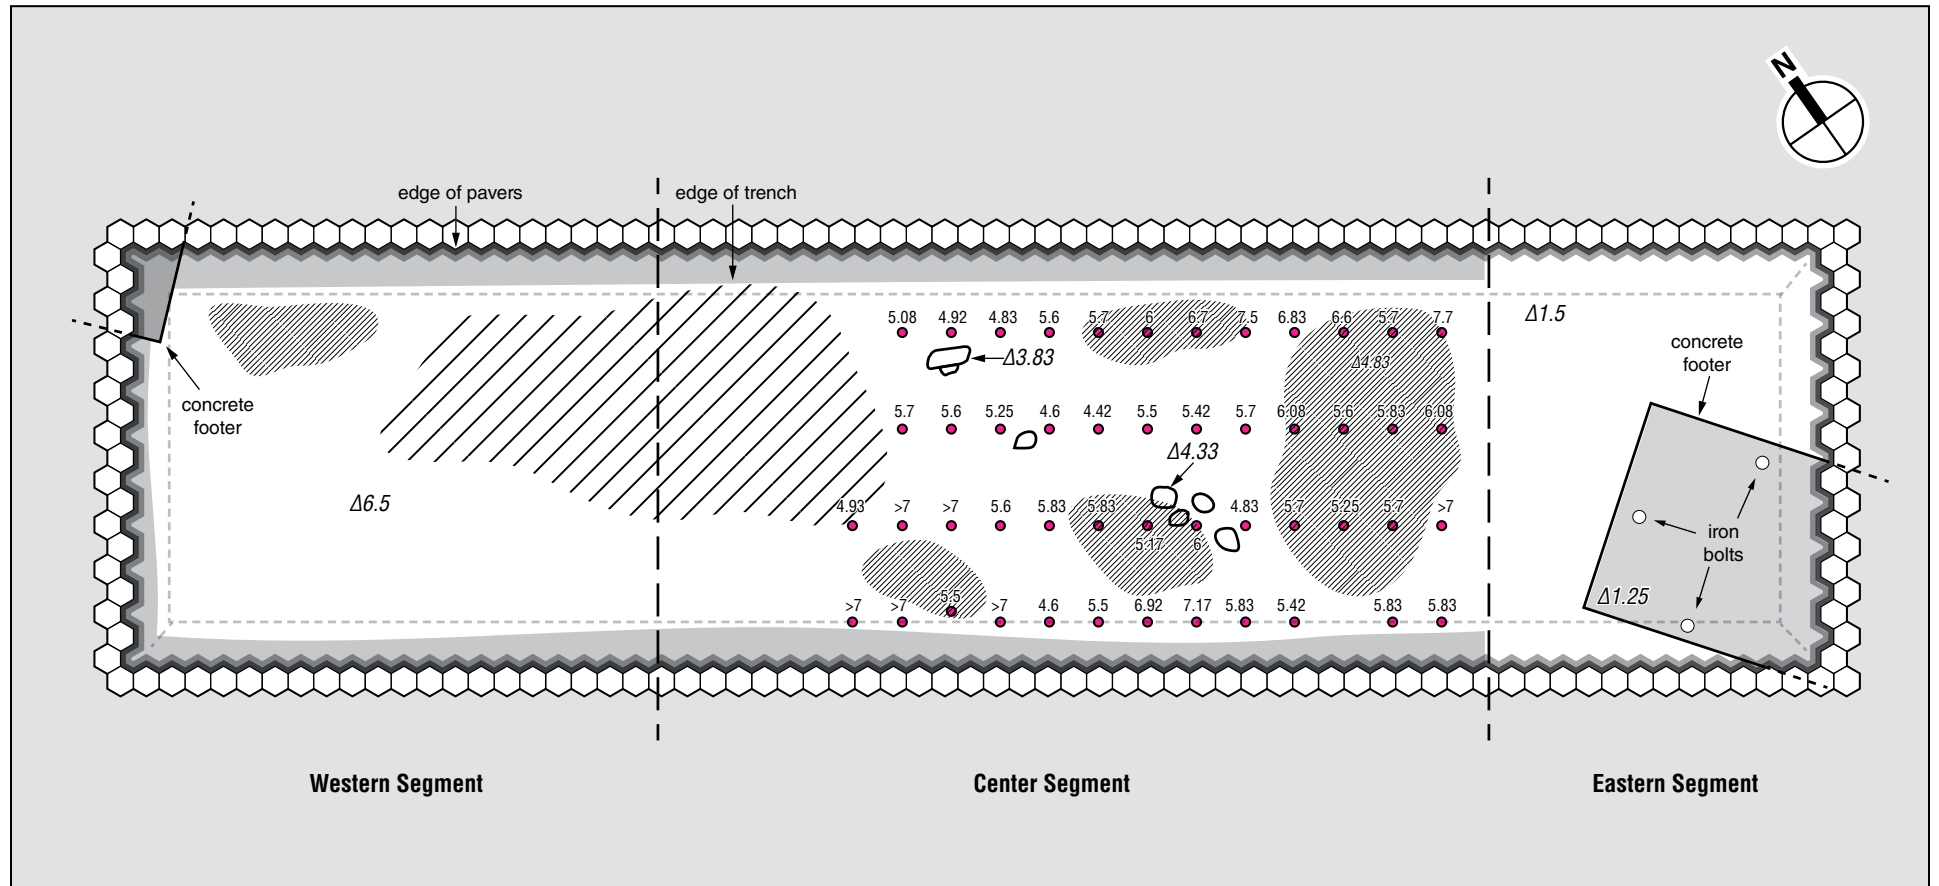 N
edge of pavers
edge of trench
5.08 4.92 4.83 5.6 5.7 6 6.7 7.5 6.83 6.6 5.7 7.7
Δ1.5
concrete
footer
Δ3.83
Δ4.83
concrete
footer
5.7 5.6 5.25 4.6 4.42 5.5 5.42 5.7 6.08 5.6 5.83 6.08
Δ4.33
Δ6.5
4.93 >7 >7 5.6 5.83 5.83 4.83 5.7 5.25 5.7 >7
5.17 6
iron
bolts
5.5
Δ1.25
>7 >7 >7 4.6 5.5 6.92 7.17 5.83 5.42 5.83 5.83
Western Segment
Center Segment
Eastern Segment